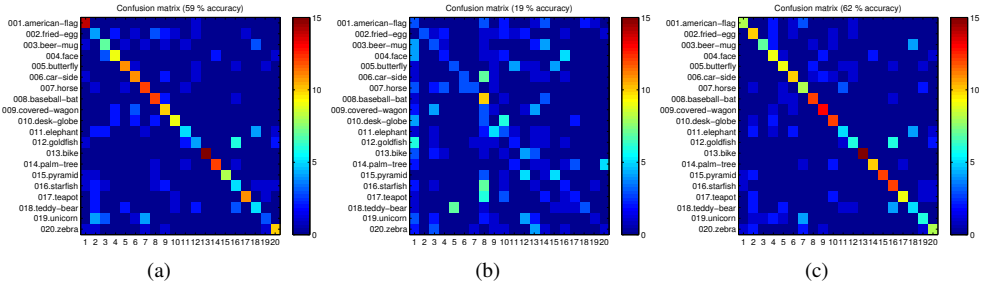 Confusion matrix (59 % accuracy)
001.american-flag
002.fried-egg
003.beer-mug
004.face
005.butterfly
006.car-side
007.horse
008.baseball-bat
009.covered-wagon
010.desk-globe
011.elephant
012.goldfish
013.bike
014.palm-tree
015.pyramid
016.starfish
017.teapot
018.teddy-bear
019.unicorn
020.zebra
1 2 3 4 5 6 7 8 9 10 11 12 13 14 15 16 17 18 19 20
15
10
5
0
(a)
Confusion matrix (19 % accuracy)
001.american-flag
002.fried-egg
003.beer-mug
004.face
005.butterfly
006.car-side
007.horse
008.baseball-bat
009.covered-wagon
010.desk-globe
011.elephant
012.goldfish
013.bike
014.palm-tree
015.pyramid
016.starfish
017.teapot
018.teddy-bear
019.unicorn
020.zebra
1 2 3 4 5 6 7 8 9 10 11 12 13 14 15 16 17 18 19 20
15
10
5
0
(b)
Confusion matrix (62 % accuracy)
001.american-flag
002.fried-egg
003.beer-mug
004.face
005.butterfly
006.car-side
007.horse
008.baseball-bat
009.covered-wagon
010.desk-globe
011.elephant
012.goldfish
013.bike
014.palm-tree
015.pyramid
016.starfish
017.teapot
018.teddy-bear
019.unicorn
020.zebra
1 2 3 4 5 6 7 8 9 10 11 12 13 14 15 16 17 18 19 20
15
10
5
0
(c)